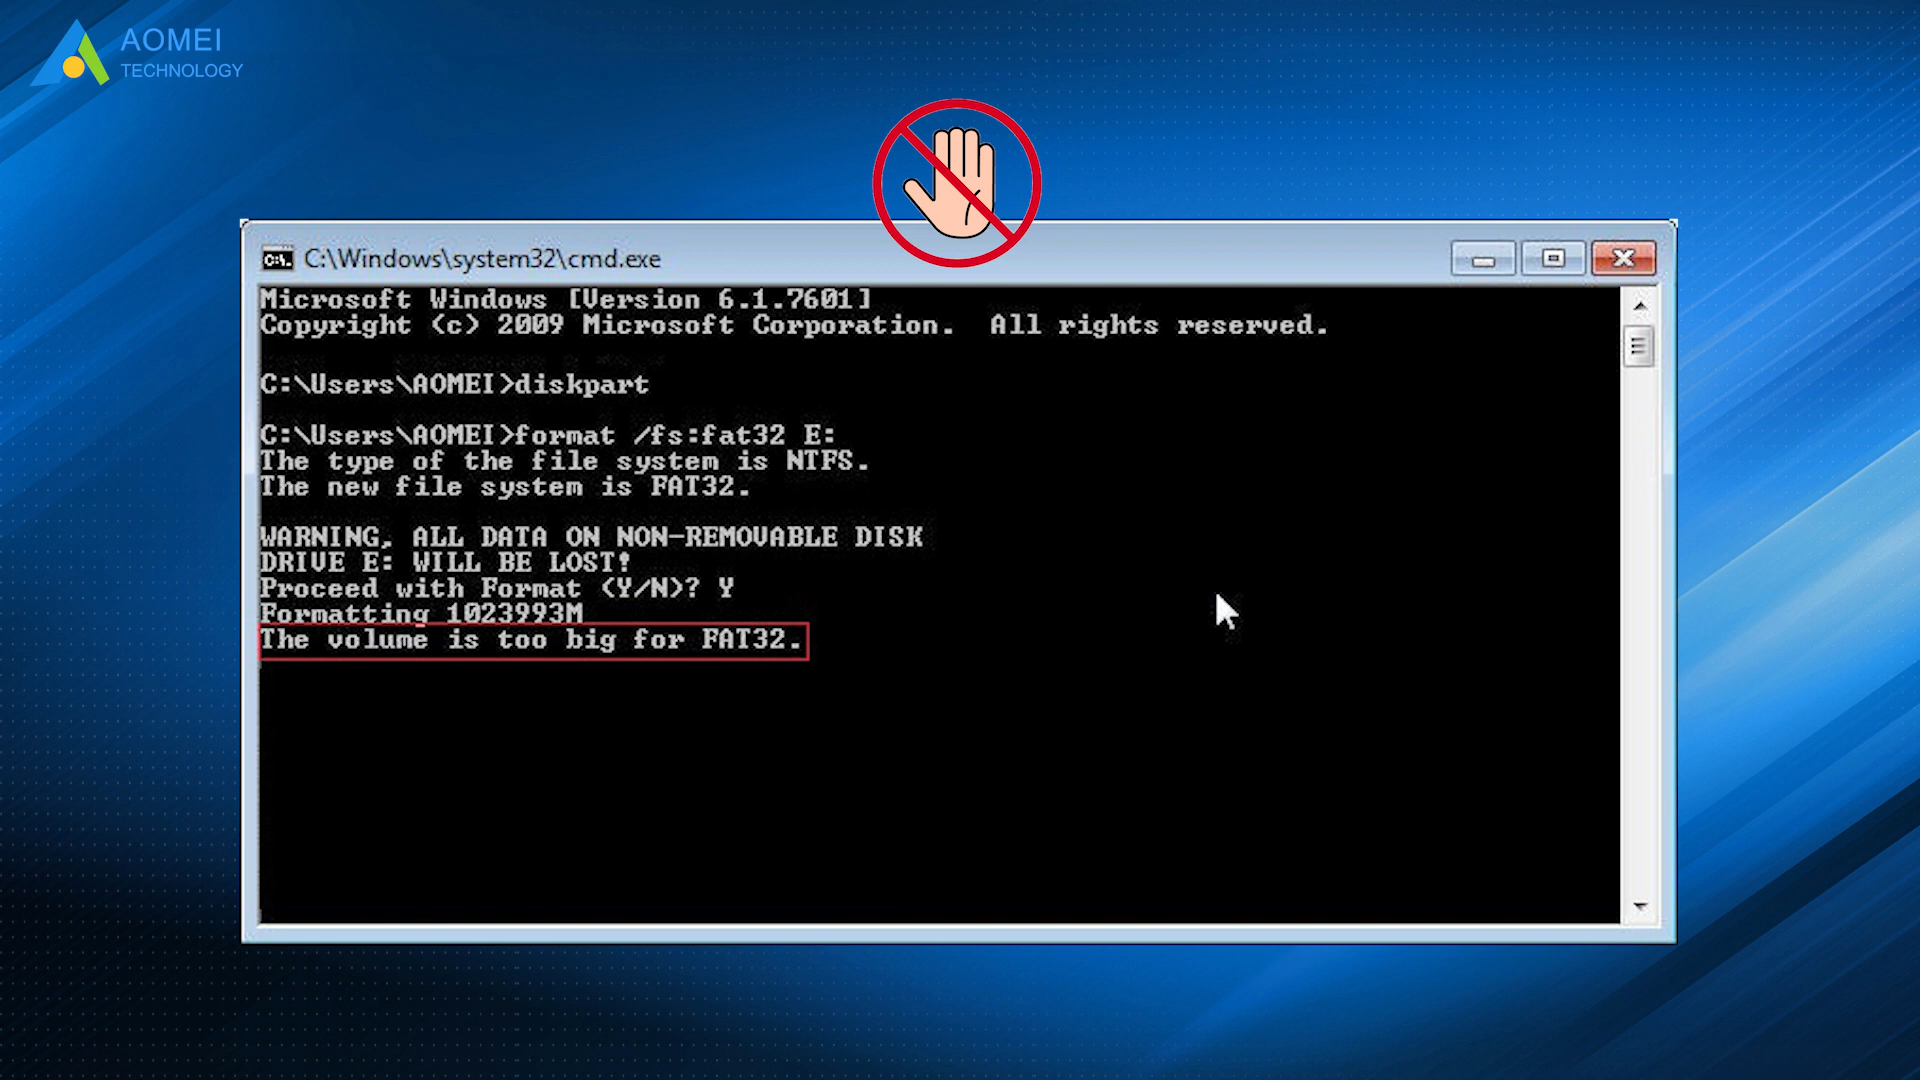 AOMEI
TECHNOLOGY
C:\Windows\system32\cmd.exe
Microsoft Windows [Version 6.1.7601]
Copyright (c) 2009 Microsoft Corporation.  All rights reserved.
C:\Users\AOMEI>diskpart
C:\Users\AOMEI>format /fs:fat32 E:
The type of the file system is NTFS.
The new file system is FAT32.
WARNING, ALL DATA ON NON-REMOVABLE DISK
DRIVE E: WILL BE LOST!
Proceed with Format (Y/N)? Y
Formatting 1023993M
The volume is too big for FAT32.